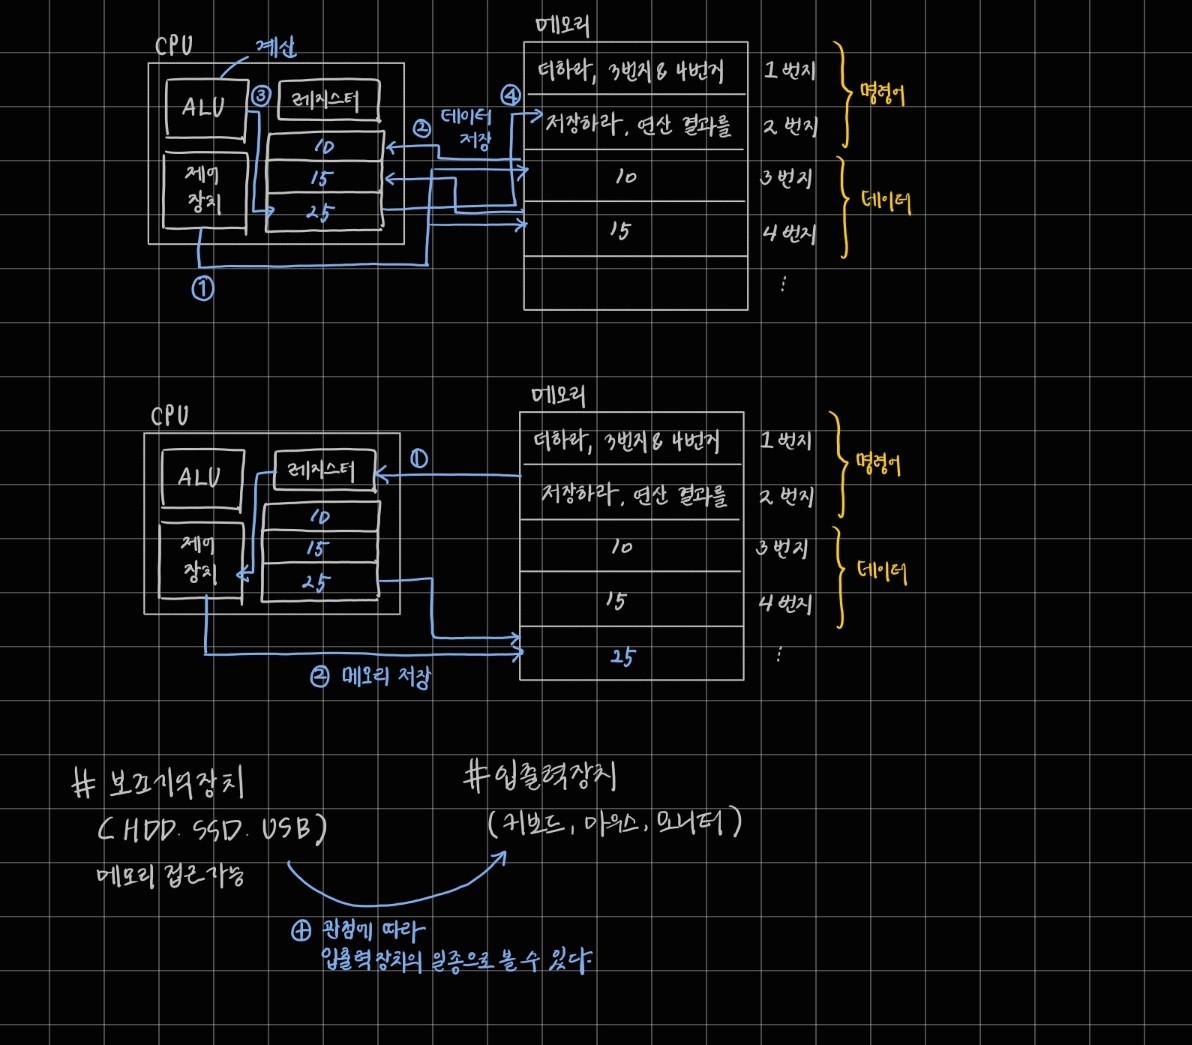 메모리
CPU
계산
ALU
③
레지스터
10
15
25
제어
장치
①
②
데이터
저장
④
더하라, 3번지 & 4번지
저장하라, 연산 결과를
10
15
1번지
2번지
3번지
4번지
⋮
명령어
데이터
메모리
CPU
ALU
레지스터
10
15
25
제어
장치
①
② 메모리 저장
더하라, 3번지 & 4번지
저장하라, 연산 결과를
10
15
25
1번지
2번지
3번지
4번지
⋮
명령어
데이터
# 보조기억장치
(HDD. SSD. USB)
메모리 접근가능
# 입출력장치
(키보드, 마우스, 모니터)
⊕ 관점에 따라
입출력장치의 일종으로 볼 수 있다.